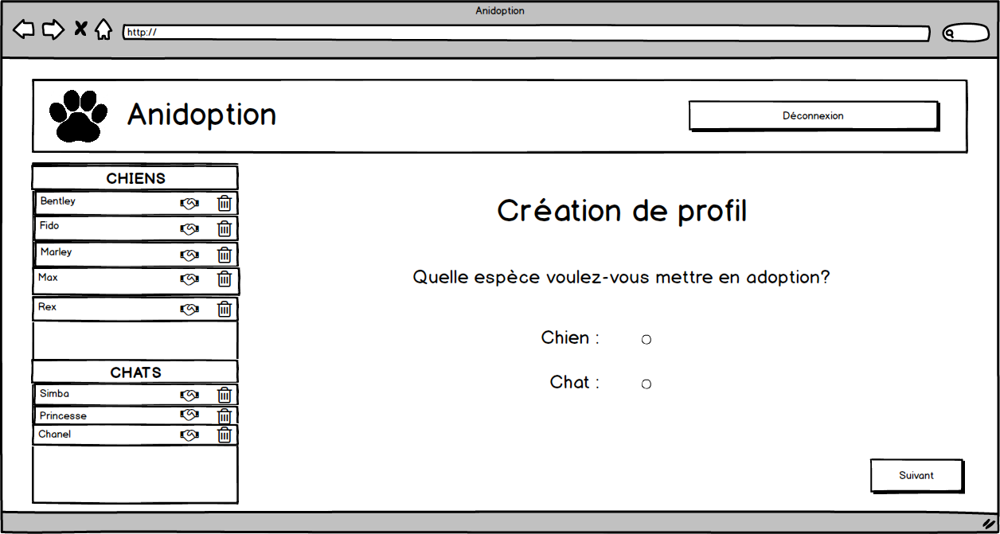 Anidoption
http://
Anidoption
Déconnexion
CHIENS
Bentley
Fido
Marley
Max
Rex
CHATS
Simba
Princesse
Chanel
Création de profil
Quelle espèce voulez-vous mettre en adoption?
Chien :
Chat :
Suivant